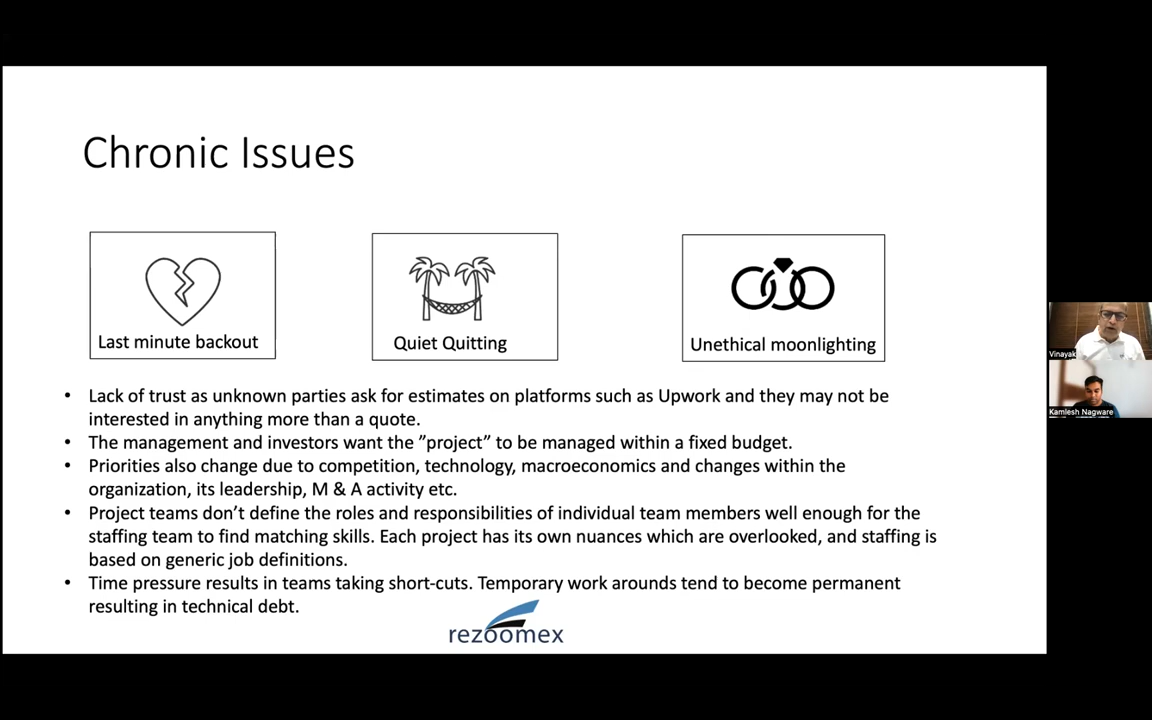 Chronic Issues
Last minute backout
Quiet Quitting
Unethical moonlighting
• Lack of trust as unknown parties ask for estimates on platforms such as Upwork and they may not be
interested in anything more than a quote.
• The management and investors want the ”project” to be managed within a fixed budget.
• Priorities also change due to competition, technology, macroeconomics and changes within the
organization, its leadership, M & A activity etc.
• Project teams don’t define the roles and responsibilities of individual team members well enough for the
staffing team to find matching skills. Each project has its own nuances which are overlooked, and staffing is
based on generic job definitions.
• Time pressure results in teams taking short-cuts. Temporary work arounds tend to become permanent
resulting in technical debt.
rezoomex
Vinayak
Kamlesh Nagware